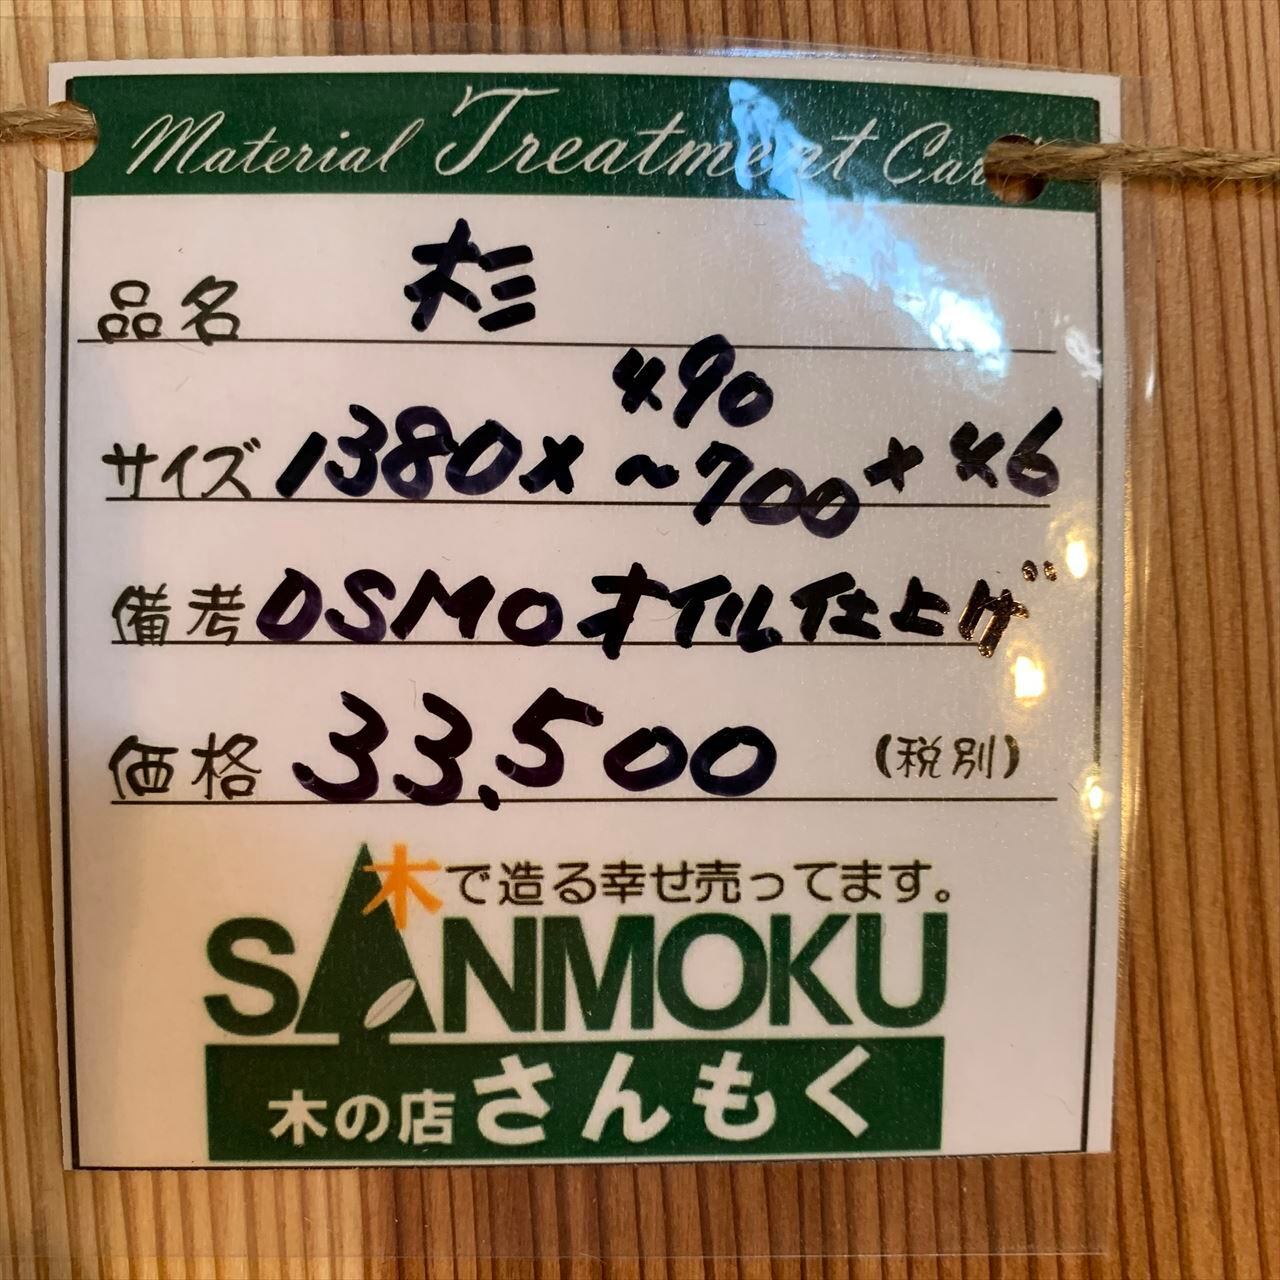 Material Treatment Card
品名 杉
490
サイズ 1380×~700×46
備考 OSMOオイル仕上げ
価格 33,500 (税別)
木で造る幸せ売ってます。
SANMOKU
木の店さんもく